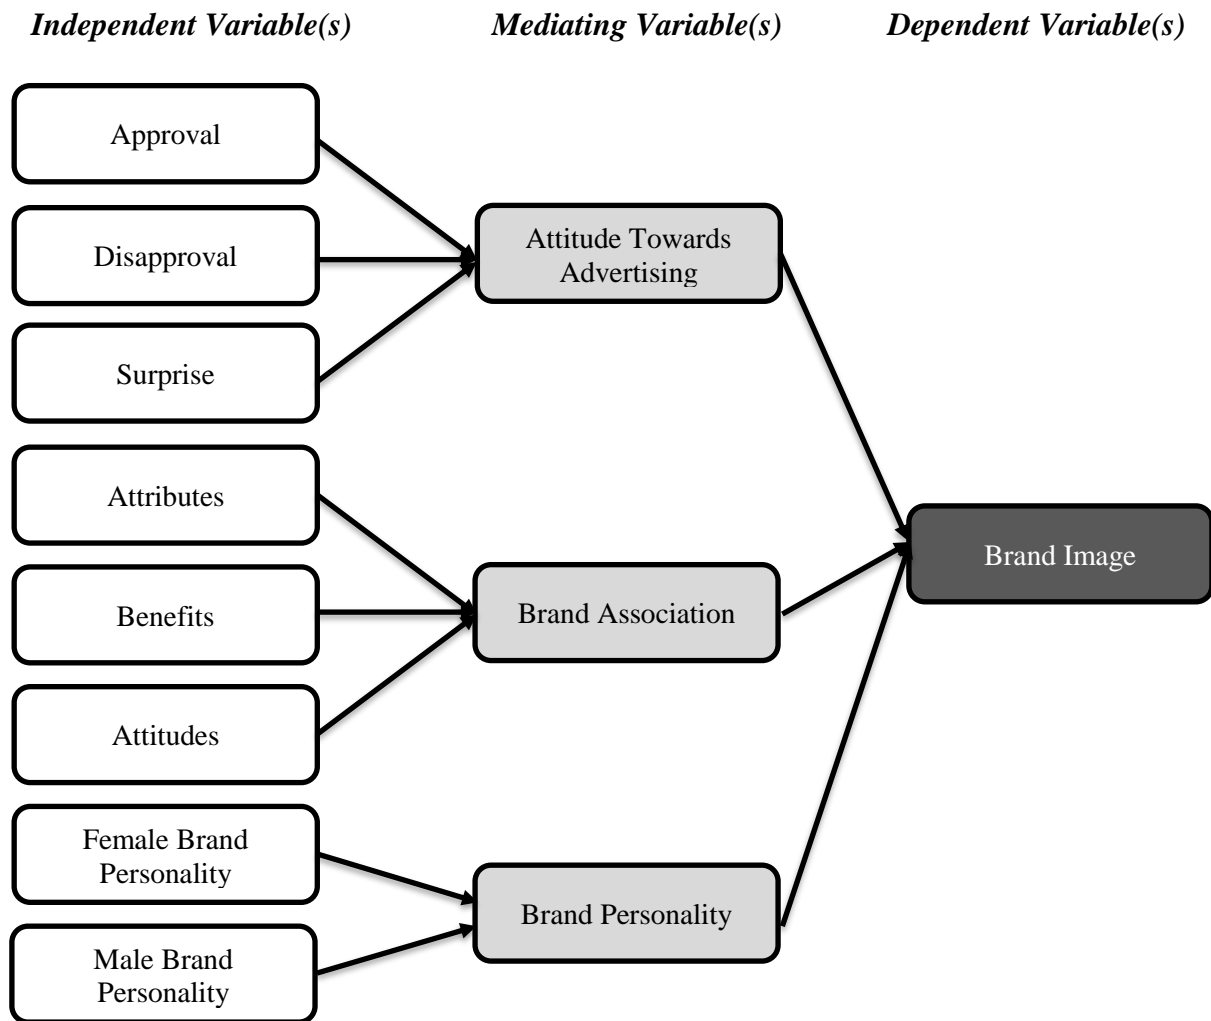 Independent Variable(s)
Mediating Variable(s)
Dependent Variable(s)
Approval
Disapproval
Surprise
Attributes
Benefits
Attitudes
Female Brand
Personality
Male Brand
Personality
Attitude Towards
Advertising
Brand Association
Brand Personality
Brand Image